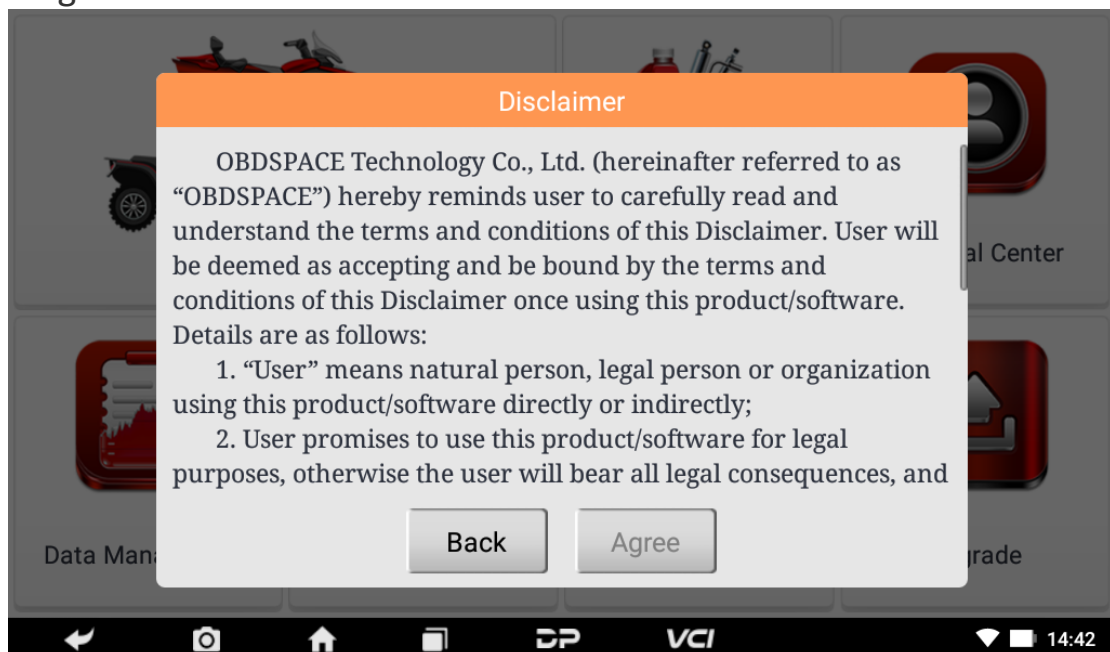 Disclaimer
OBDSPACE Technology Co., Ltd. (hereinafter referred to as
“OBDSPACE”) hereby reminds user to carefully read and
understand the terms and conditions of this Disclaimer. User will
be deemed as accepting and be bound by the terms and
conditions of this Disclaimer once using this product/software.
Details are as follows:
1. “User” means natural person, legal person or organization
using this product/software directly or indirectly;
2. User promises to use this product/software for legal
purposes, otherwise the user will bear all legal consequences, and
Back Agree
al Center
Data Mana
grade
DP VCI 14:42